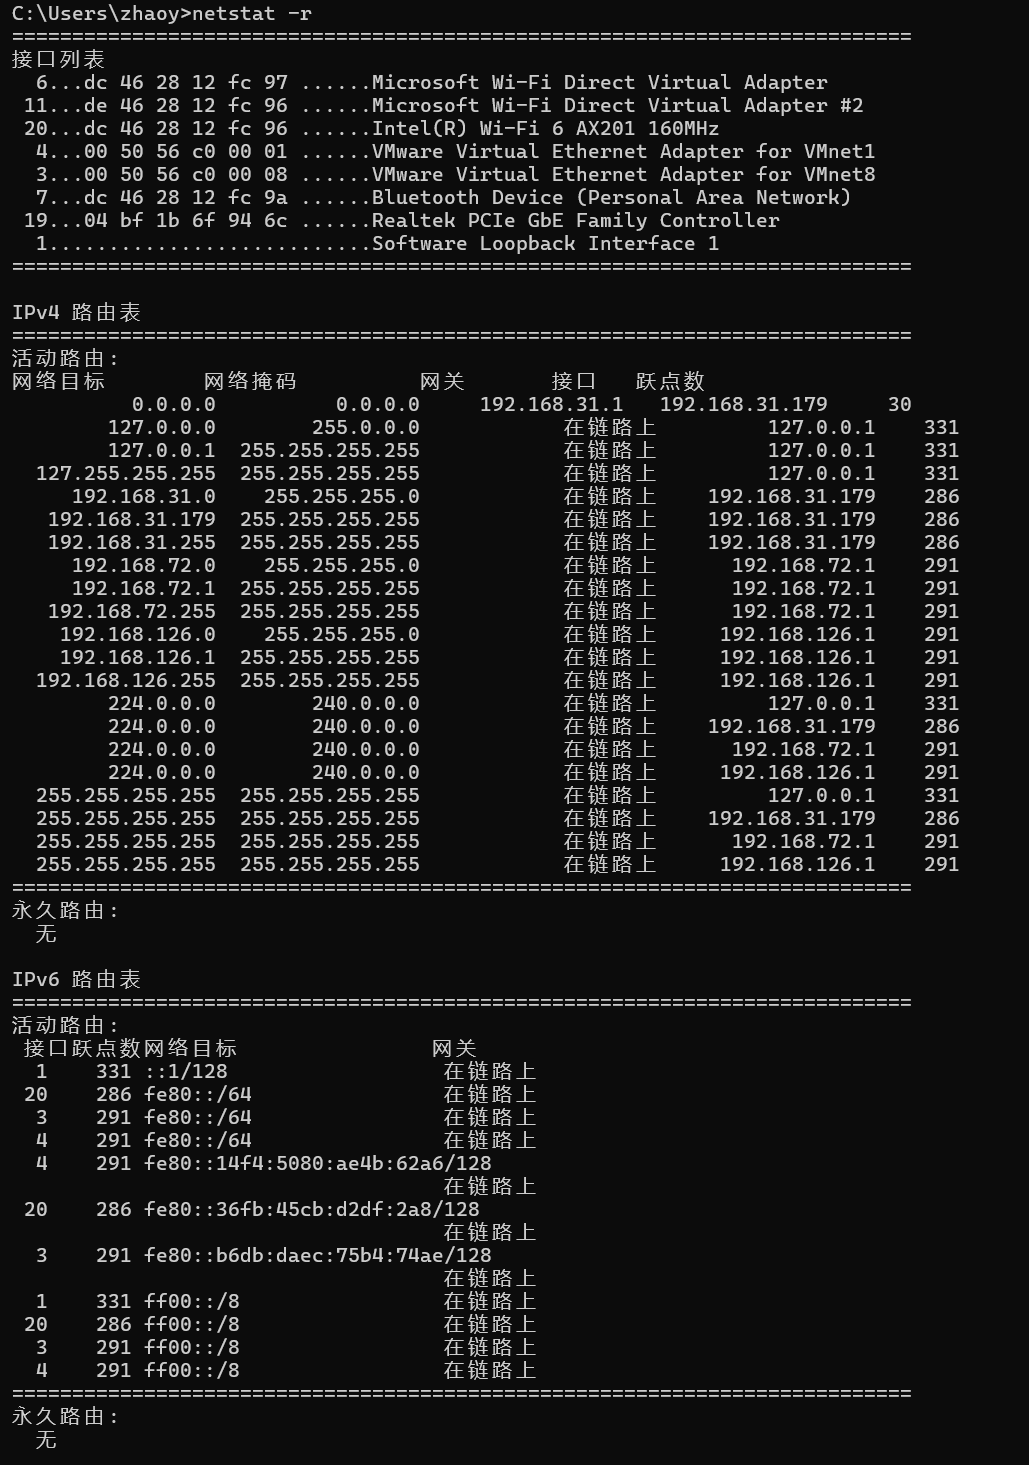 C:\Users\zhaoy>netstat -r
===========================================================================
接口列表
  6...dc 46 28 12 fc 97 ......Microsoft Wi-Fi Direct Virtual Adapter
 11...de 46 28 12 fc 96 ......Microsoft Wi-Fi Direct Virtual Adapter #2
 20...dc 46 28 12 fc 96 ......Intel(R) Wi-Fi 6 AX201 160MHz
  4...00 50 56 c0 00 01 ......VMware Virtual Ethernet Adapter for VMnet1
  3...00 50 56 c0 00 08 ......VMware Virtual Ethernet Adapter for VMnet8
  7...dc 46 28 12 fc 9a ......Bluetooth Device (Personal Area Network)
 19...04 bf 1b 6f 94 6c ......Realtek PCIe GbE Family Controller
  1...........................Software Loopback Interface 1
===========================================================================

IPv4 路由表
===========================================================================
活动路由:
网络目标        网络掩码          网关       接口   跃点数
          0.0.0.0          0.0.0.0     192.168.31.1   192.168.31.179     30
        127.0.0.0        255.0.0.0            在链路上         127.0.0.1    331
        127.0.0.1  255.255.255.255            在链路上         127.0.0.1    331
  127.255.255.255  255.255.255.255            在链路上         127.0.0.1    331
     192.168.31.0    255.255.255.0            在链路上    192.168.31.179    286
   192.168.31.179  255.255.255.255            在链路上    192.168.31.179    286
   192.168.31.255  255.255.255.255            在链路上    192.168.31.179    286
     192.168.72.0    255.255.255.0            在链路上      192.168.72.1    291
     192.168.72.1  255.255.255.255            在链路上      192.168.72.1    291
   192.168.72.255  255.255.255.255            在链路上      192.168.72.1    291
    192.168.126.0    255.255.255.0            在链路上     192.168.126.1    291
    192.168.126.1  255.255.255.255            在链路上     192.168.126.1    291
  192.168.126.255  255.255.255.255            在链路上     192.168.126.1    291
        224.0.0.0        240.0.0.0            在链路上         127.0.0.1    331
        224.0.0.0        240.0.0.0            在链路上    192.168.31.179    286
        224.0.0.0        240.0.0.0            在链路上      192.168.72.1    291
        224.0.0.0        240.0.0.0            在链路上     192.168.126.1    291
  255.255.255.255  255.255.255.255            在链路上         127.0.0.1    331
  255.255.255.255  255.255.255.255            在链路上    192.168.31.179    286
  255.255.255.255  255.255.255.255            在链路上      192.168.72.1    291
  255.255.255.255  255.255.255.255            在链路上     192.168.126.1    291
===========================================================================
永久路由:
  无

IPv6 路由表
===========================================================================
活动路由:
 接口跃点数网络目标                网关
  1    331 ::1/128                  在链路上
 20    286 fe80::/64                在链路上
  3    291 fe80::/64                在链路上
  4    291 fe80::/64                在链路上
  4    291 fe80::14f4:5080:ae4b:62a6/128
                                    在链路上
 20    286 fe80::36fb:45cb:d2df:2a8/128
                                    在链路上
  3    291 fe80::b6db:daec:75b4:74ae/128
                                    在链路上
  1    331 ff00::/8                 在链路上
 20    286 ff00::/8                 在链路上
  3    291 ff00::/8                 在链路上
  4    291 ff00::/8                 在链路上
===========================================================================
永久路由:
  无